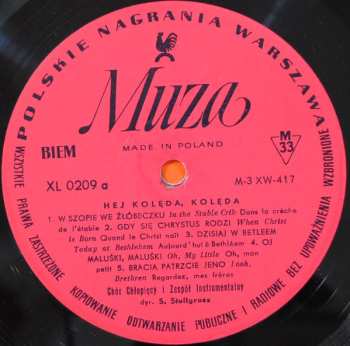 POLSKIE NAGRANIA WARSZAWA
Muza
MADE IN POLAND
BIEM
M
33
XL 0209 a
M-3 XW-417
HEJ KOLĘDA, KOLĘDA
1. W SZOPIE WE ŻŁÓBECZKU In the Stable Crib Dans la crèche
de l'étable 2. GDY SIĘ CHRYSTUS RODZI When Christ
is Born Quand le Christ naît 3. DZISIAJ W BETLEEM
Today at Bethlehem Aujourd'hui à Bethléem 4. OJ
MALUŚKI, MALUŚKI Oh, My Little Oh, mon
petit 5. BRACIA PATRZCIE JENO Look,
Brethren Regardez, mes frères
Chór Chłopięcy i Zespół Instrumentalny
dyr. S. Stuligrosz
WSZYSTKIE PRAWA ZASTRZEŻONE KOPIOWANIE ODTWARZANIE PUBLICZNE I RADIOWE BEZ UPOWAŻNIENIA WZBRONIONE